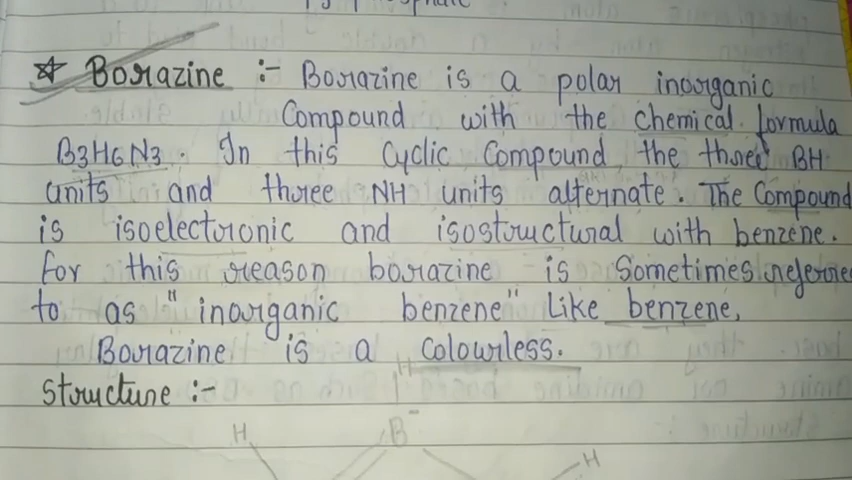 ☆ Borazine :- Borazine is a polar inorganic
Compound with the chemical formula
B3H6N3. In this Cyclic Compound the three BH
units and three NH units alternate. The Compound
is isoelectronic and isostructural with benzene.
for this reason borazine is Sometimes referred
to as "inorganic benzene" Like benzene,
Borazine is a colourless.
Structure :-
H
B-
H
H